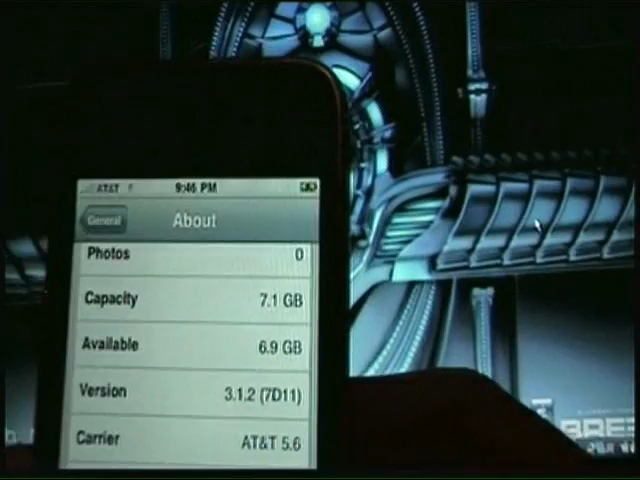 AT&T 9:46 PM
General About
Photos 0
Capacity 7.1 GB
Available 6.9 GB
Version 3.1.2 (7D11)
Carrier AT&T 5.6